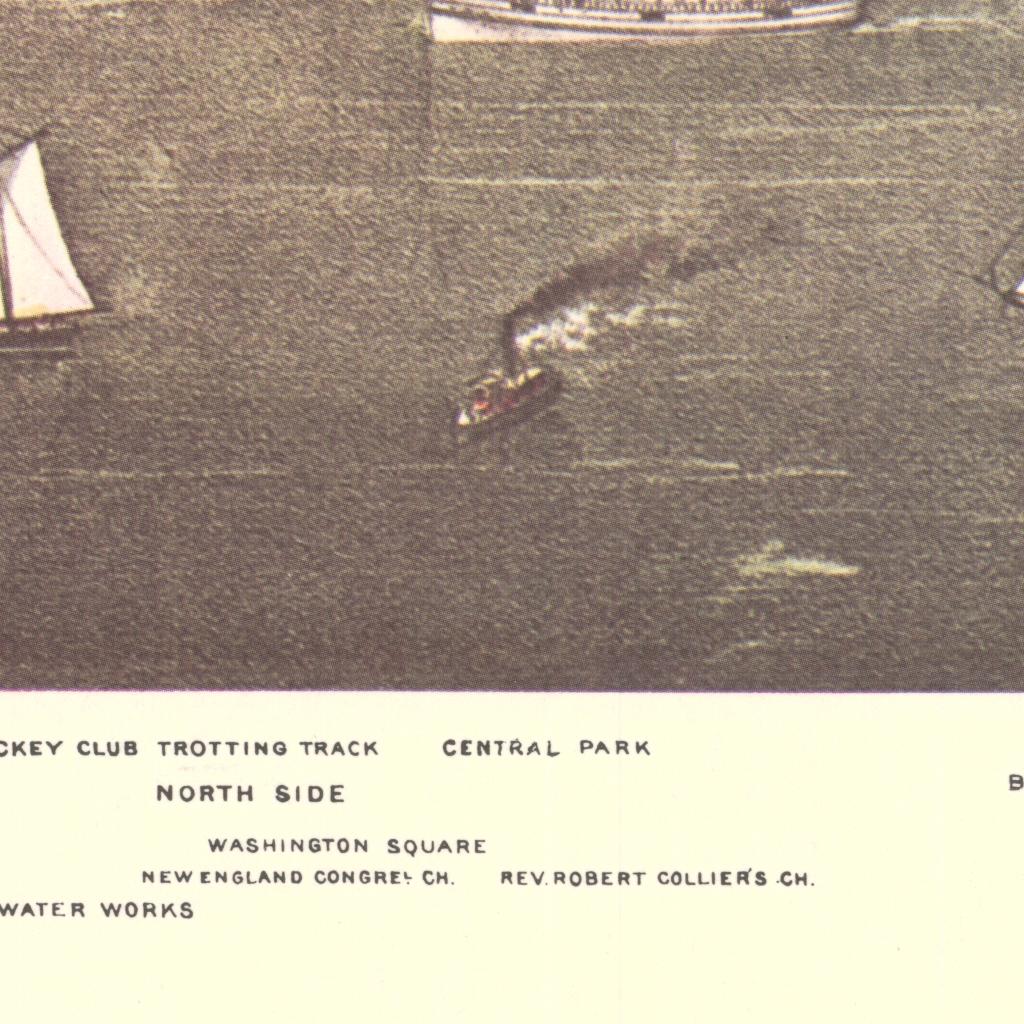 CKEY CLUB TROTTING TRACK CENTRAL PARK
NORTH SIDE
B
WASHINGTON SQUARE
NEW ENGLAND CONGREL CH. REV. ROBERT COLLIER'S CH.
WATER WORKS